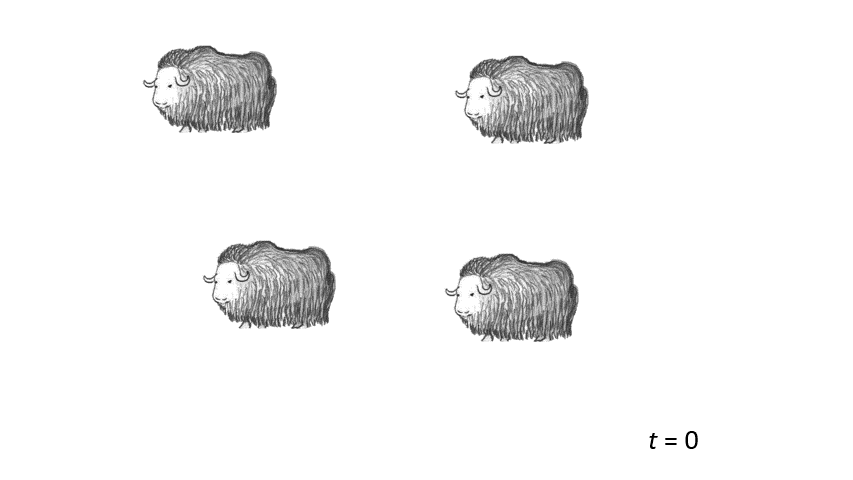 t = 0